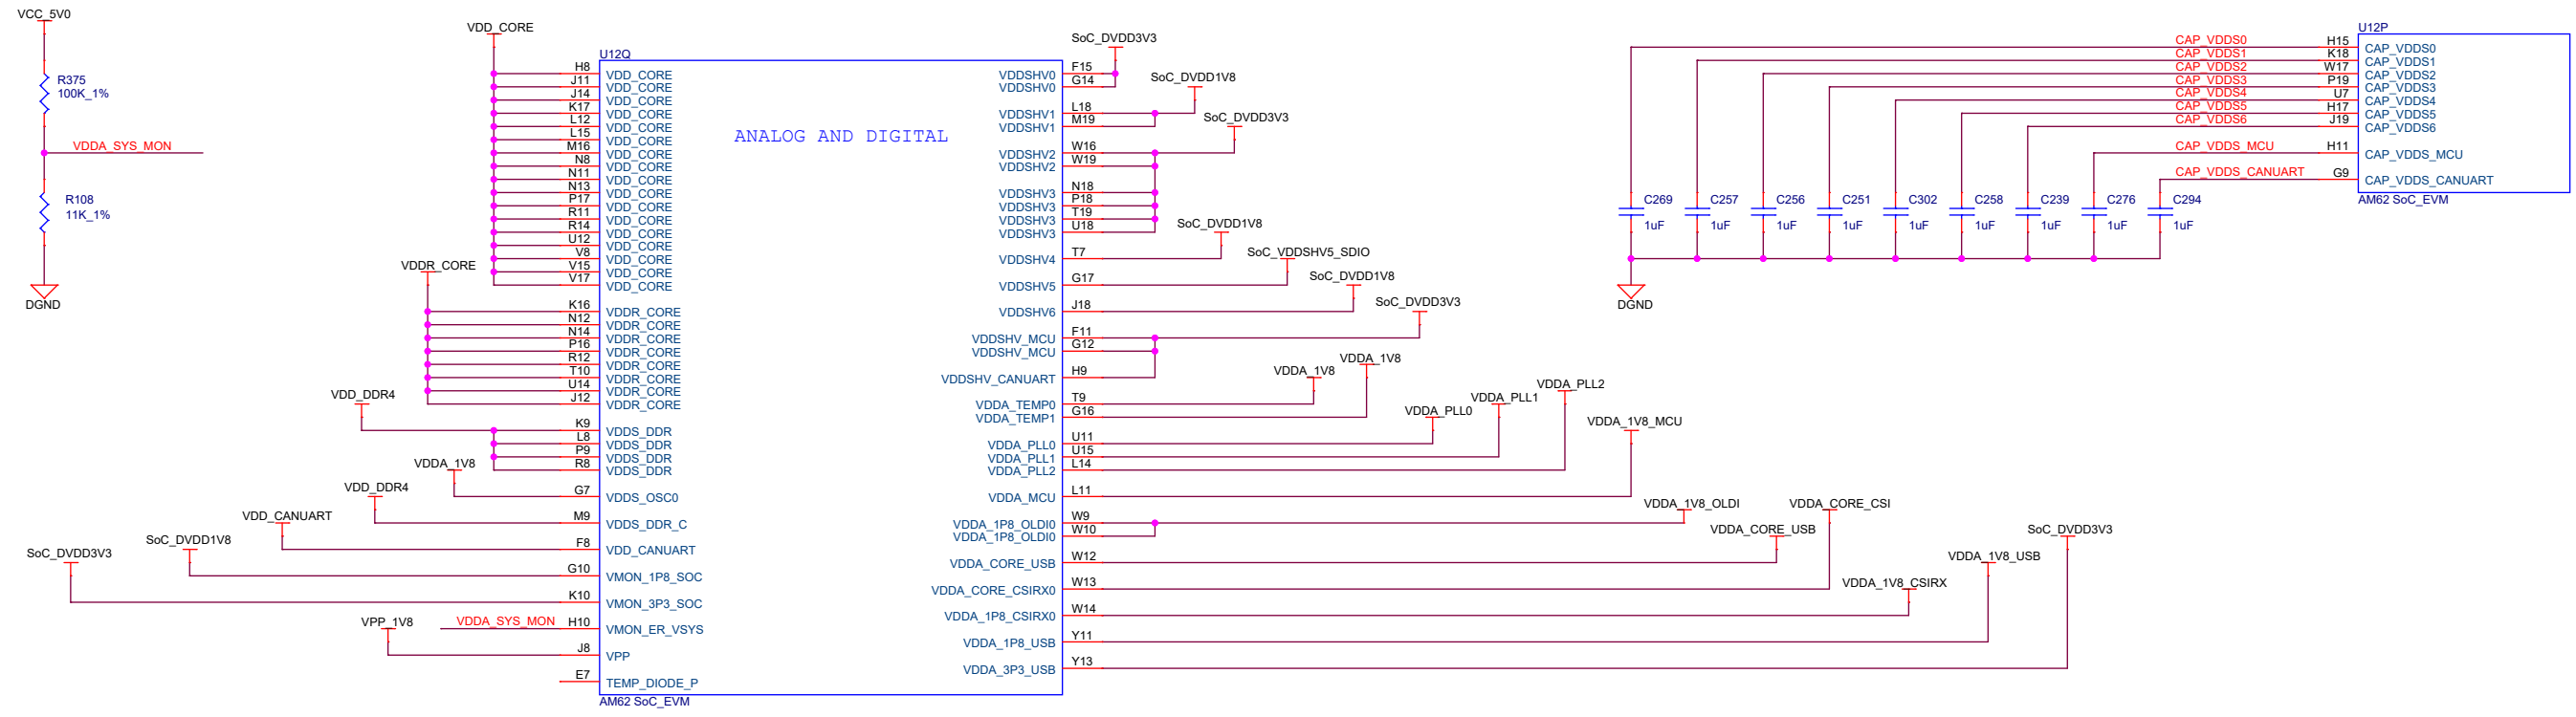 VCC_5V0
R375
100K_1%
VDDA_SYS_MON
R108
11K_1%
DGND
VDD_CORE
U12Q
ANALOG AND DIGITAL
H8 VDD_CORE
J11 VDD_CORE
J14 VDD_CORE
K17 VDD_CORE
L12 VDD_CORE
L15 VDD_CORE
M16 VDD_CORE
N8 VDD_CORE
N11 VDD_CORE
N13 VDD_CORE
P17 VDD_CORE
R11 VDD_CORE
R14 VDD_CORE
U12 VDD_CORE
V8 VDD_CORE
V15 VDD_CORE
V17 VDD_CORE
VDDR_CORE
K16 VDDR_CORE
N12 VDDR_CORE
N14 VDDR_CORE
P16 VDDR_CORE
R12 VDDR_CORE
T10 VDDR_CORE
U14 VDDR_CORE
J12 VDDR_CORE
VDD_DDR4
K9 VDDS_DDR
L8 VDDS_DDR
P9 VDDS_DDR
R8 VDDS_DDR
VDDA_1V8
G7 VDDS_OSC0
VDD_DDR4
M9 VDDS_DDR_C
VDD_CANUART
F8 VDD_CANUART
SoC_DVDD1V8
G10 VMON_1P8_SOC
SoC_DVDD3V3
K10 VMON_3P3_SOC
VDDA_SYS_MON H10 VMON_ER_VSYS
VPP_1V8
J8 VPP
E7 TEMP_DIODE_P
AM62 SoC_EVM
SoC_DVDD3V3
VDDSHV0 F15
VDDSHV0 G14
SoC_DVDD1V8
VDDSHV1 L18
VDDSHV1 M19
SoC_DVDD3V3
VDDSHV2 W16
VDDSHV2 W19
VDDSHV3 N18
VDDSHV3 P18
VDDSHV3 T19
VDDSHV3 U18
SoC_DVDD1V8
VDDSHV4 T7
SoC_VDDSHV5_SDIO
VDDSHV5 G17
SoC_DVDD1V8
VDDSHV6 J18
SoC_DVDD3V3
VDDSHV_MCU F11
VDDSHV_MCU G12
VDDSHV_CANUART H9
VDDA_1V8
VDDA_1V8
VDDA_TEMP0 T9
VDDA_TEMP1 G16
VDDA_PLL0
VDDA_PLL1
VDDA_PLL2
VDDA_PLL0 U11
VDDA_PLL1 U15
VDDA_PLL2 L14
VDDA_1V8_MCU
VDDA_MCU L11
VDDA_1V8_OLDI
VDDA_1P8_OLDI0 W9
VDDA_1P8_OLDI0 W10
VDDA_CORE_USB
VDDA_CORE_USB W12
VDDA_CORE_CSI
VDDA_CORE_CSIRX0 W13
VDDA_1V8_CSIRX
VDDA_1P8_CSIRX0 W14
VDDA_1V8_USB
VDDA_1P8_USB Y11
SoC_DVDD3V3
VDDA_3P3_USB Y13
U12P
CAP_VDDS0 H15 CAP_VDDS0
CAP_VDDS1 K18 CAP_VDDS1
CAP_VDDS2 W17 CAP_VDDS2
CAP_VDDS3 P19 CAP_VDDS3
CAP_VDDS4 U7 CAP_VDDS4
CAP_VDDS5 H17 CAP_VDDS5
CAP_VDDS6 J19 CAP_VDDS6
CAP_VDDS_MCU H11 CAP_VDDS_MCU
CAP_VDDS_CANUART G9 CAP_VDDS_CANUART
AM62 SoC_EVM
C269 C257 C256 C251 C302 C258 C239 C276 C294
1uF 1uF 1uF 1uF 1uF 1uF 1uF 1uF 1uF
DGND